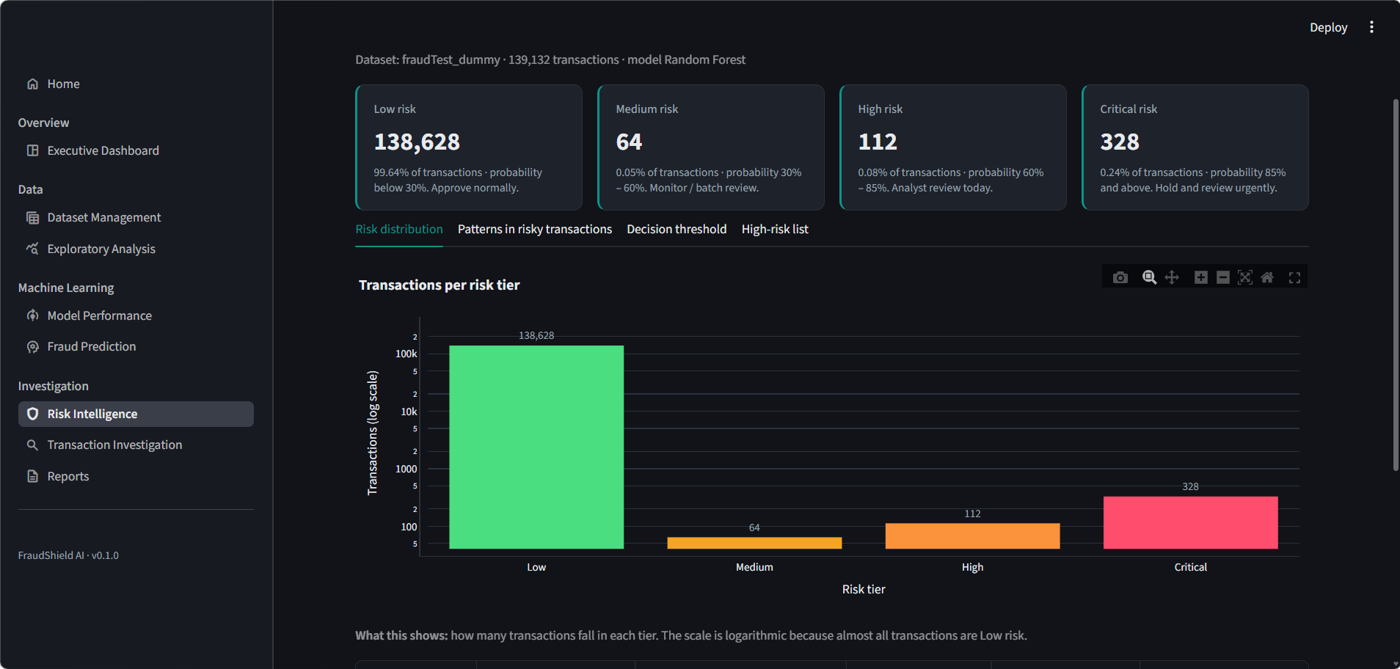 Deploy
Home
Overview
Executive Dashboard
Data
Dataset Management
Exploratory Analysis
Machine Learning
Model Performance
Fraud Prediction
Investigation
Risk Intelligence
Transaction Investigation
Reports
FraudShield AI · v0.1.0
Dataset: fraudTest_dummy · 139,132 transactions · model Random Forest
Low risk
138,628
99.64% of transactions · probability
below 30%. Approve normally.
Medium risk
64
0.05% of transactions · probability 30%
– 60%. Monitor / batch review.
High risk
112
0.08% of transactions · probability 60%
– 85%. Analyst review today.
Critical risk
328
0.24% of transactions · probability 85%
and above. Hold and review urgently.
Risk distribution
Patterns in risky transactions
Decision threshold
High-risk list
Transactions per risk tier
Transactions (log scale)
2
100k
5
2
10k
5
2
1000
5
2
100
5
138,628
64
112
328
Low
Medium
High
Critical
Risk tier
What this shows: how many transactions fall in each tier. The scale is logarithmic because almost all transactions are Low risk.